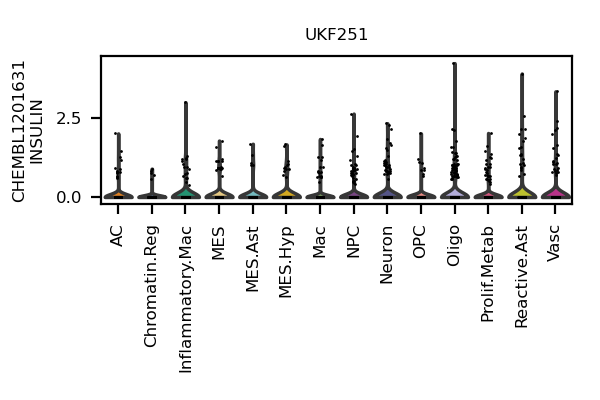 UKF251
CHEMBL1201631
INSULIN
2.5
0.0
AC
Chromatin.Reg
Inflammatory.Mac
MES
MES.Ast
MES.Hyp
Mac
NPC
Neuron
OPC
Oligo
Prolif.Metab
Reactive.Ast
Vasc